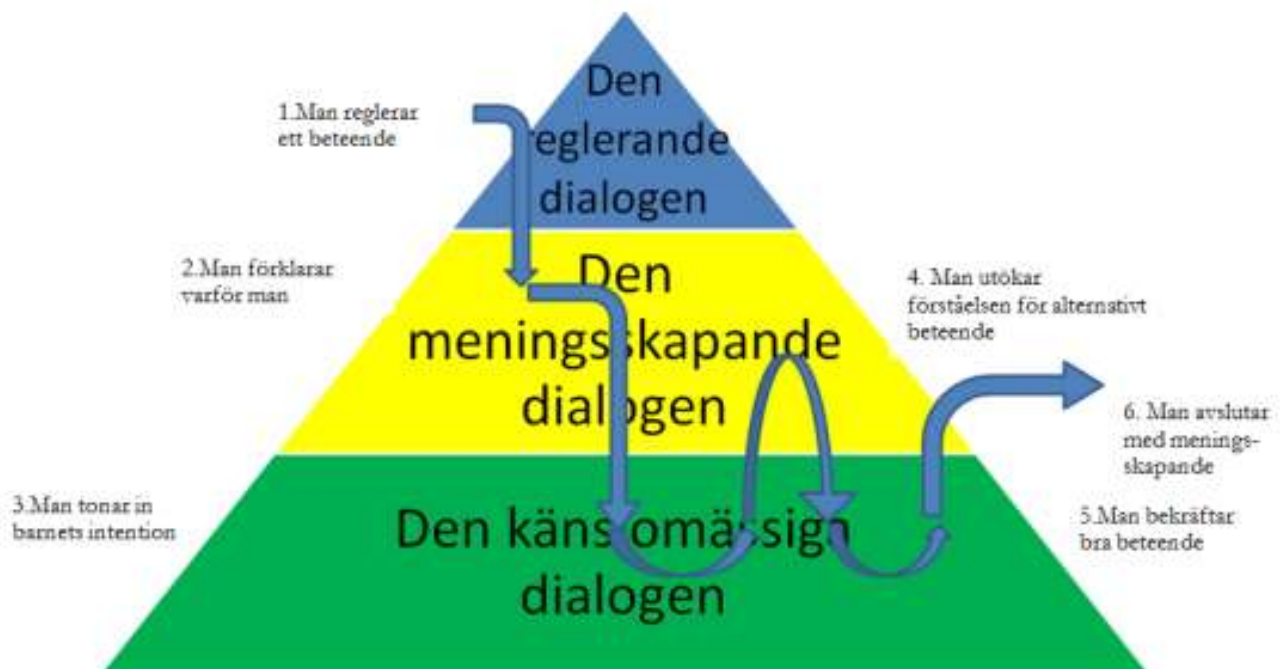 Den
reglerande
dialogen
1.Man reglerar
ett beteende
2.Man förklarar
varför man
Den
meningsskapande
dialogen
4. Man utökar
förståelsen för alternativt
beteende
6. Man avslutar
med menings-
skapande
3.Man tonar in
barnets intention
Den känslomässiga
dialogen
5.Man bekräftar
bra beteende